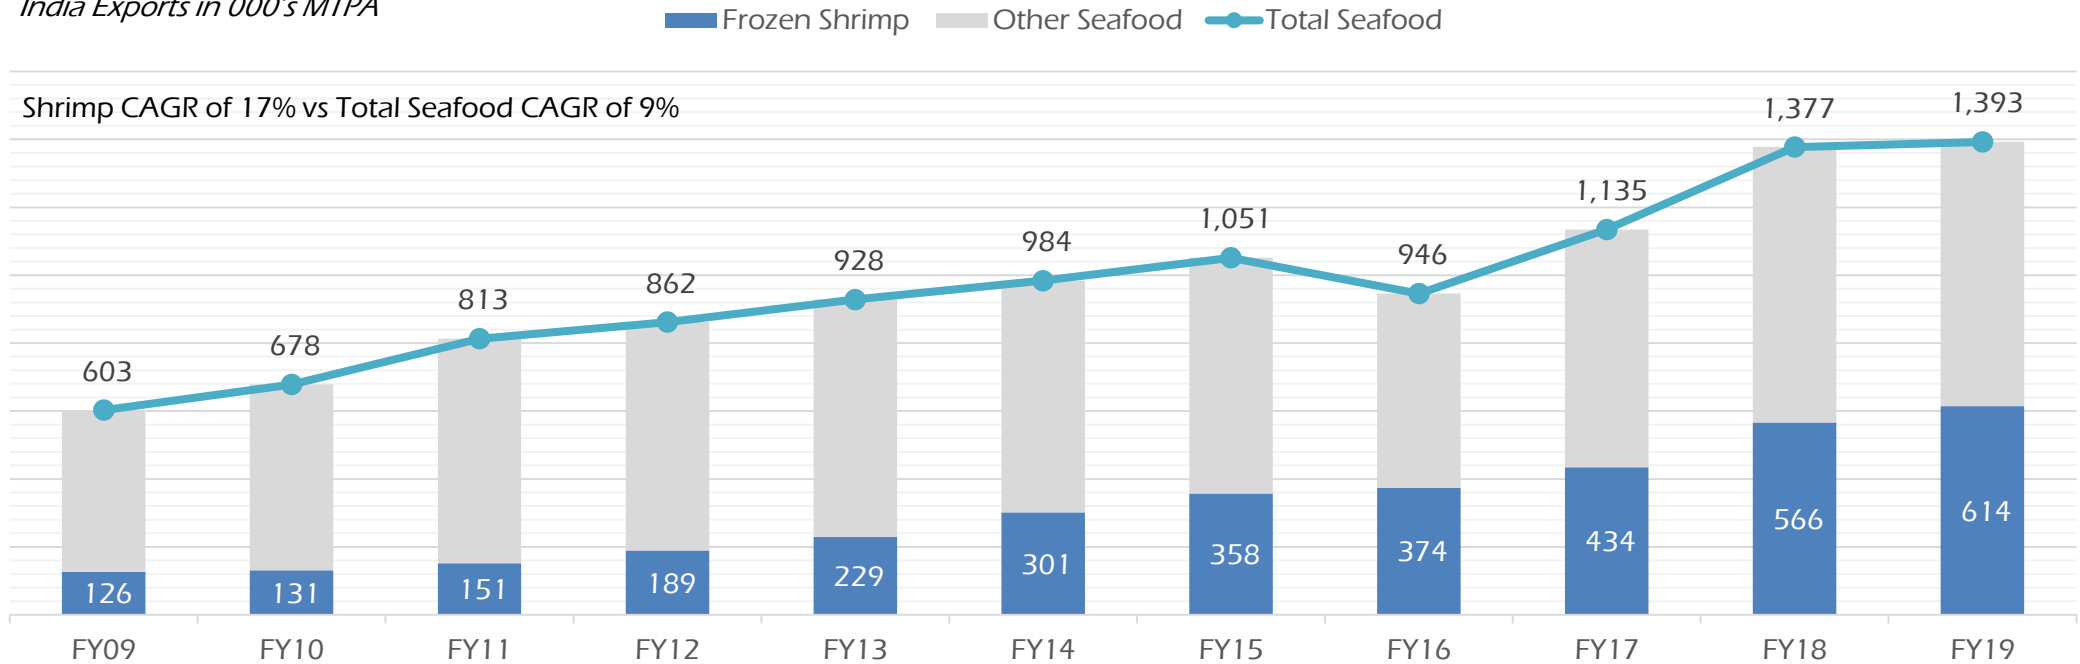 India Exports in 000's MTPA
Frozen Shrimp Other Seafood Total Seafood
Shrimp CAGR of 17% vs Total Seafood CAGR of 9%
603 678 813 862 928 984 1,051 946 1,135 1,377 1,393
126 131 151 189 229 301 358 374 434 566 614
FY09 FY10 FY11 FY12 FY13 FY14 FY15 FY16 FY17 FY18 FY19